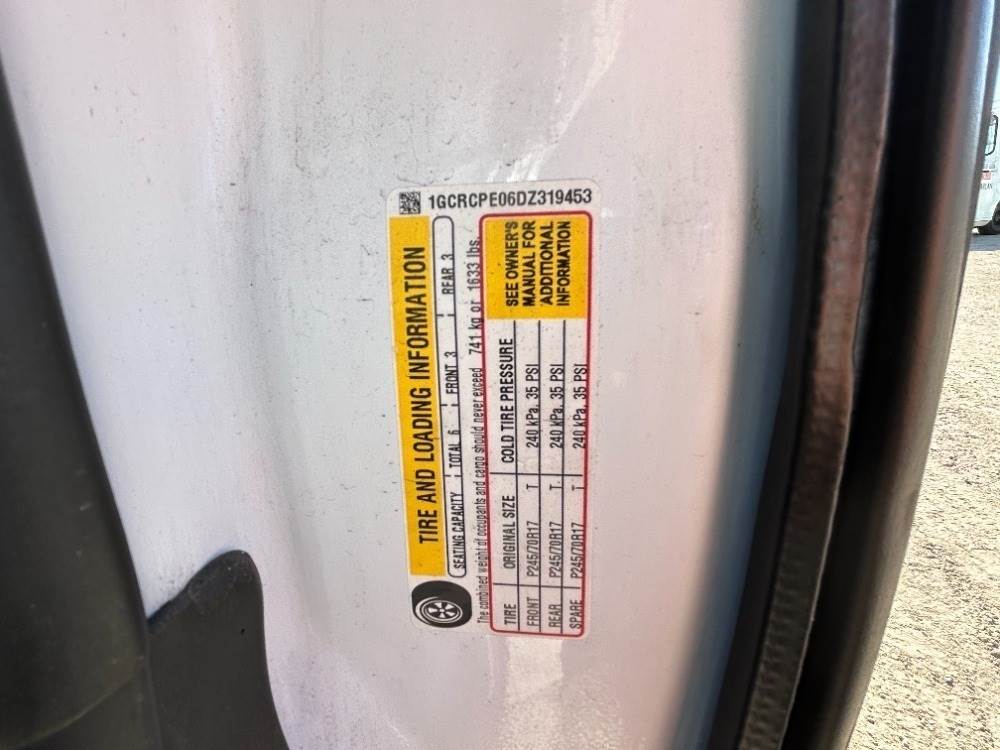 1GCRCPE06DZ319453
TIRE AND LOADING INFORMATION
SEATING CAPACITY TOTAL 6 FRONT 3 REAR 3
The combined weight of occupants and cargo should never exceed 741 kg or 1633 lbs.
TIRE ORIGINAL SIZE COLD TIRE PRESSURE
FRONT P245/70R17 T 240 kPa, 35 PSI
REAR P245/70R17 T 240 kPa, 35 PSI
SPARE P245/70R17 T 240 kPa, 35 PSI
SEE OWNER'S
MANUAL FOR
ADDITIONAL
INFORMATION